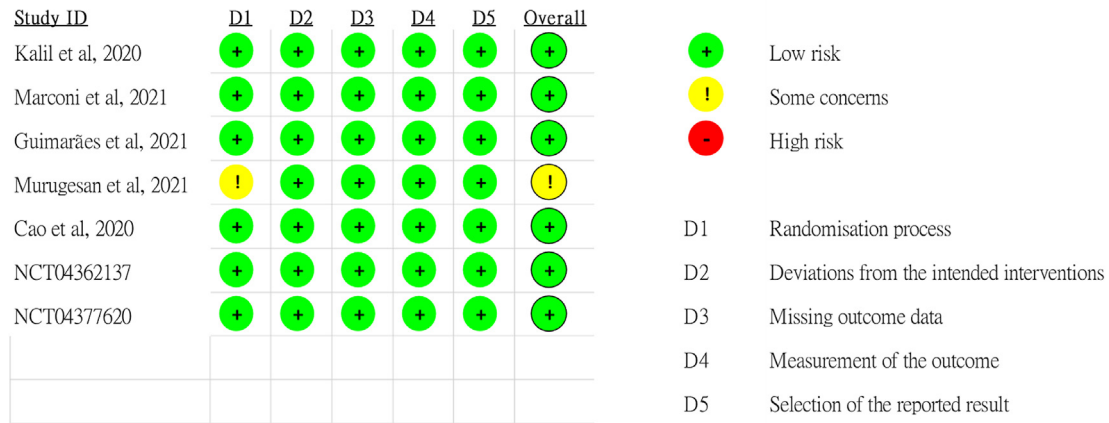 Study ID D1 D2 D3 D4 D5 Overall
Kalil et al, 2020 + + + + + +
+ Low risk
Marconi et al, 2021 + + + + + +
! Some concerns
Guimarães et al, 2021 + + + + + +
- High risk
Murugesan et al, 2021 ! + + + + !
Cao et al, 2020 + + + + + +
D1 Randomisation process
NCT04362137 + + + + + +
D2 Deviations from the intended interventions
NCT04377620 + + + + + +
D3 Missing outcome data
D4 Measurement of the outcome
D5 Selection of the reported result